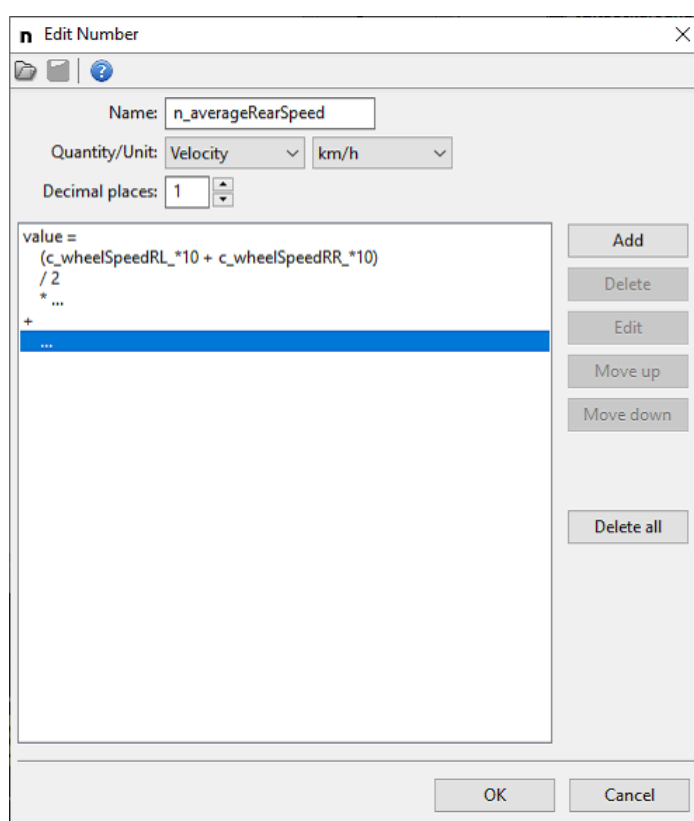 n Edit Number
Name: n_averageRearSpeed
Quantity/Unit: Velocity km/h
Decimal places: 1
value =
(c_wheelSpeedRL_*10 + c_wheelSpeedRR_*10)
/ 2
* ...
+
...
Add
Delete
Edit
Move up
Move down
Delete all
OK Cancel